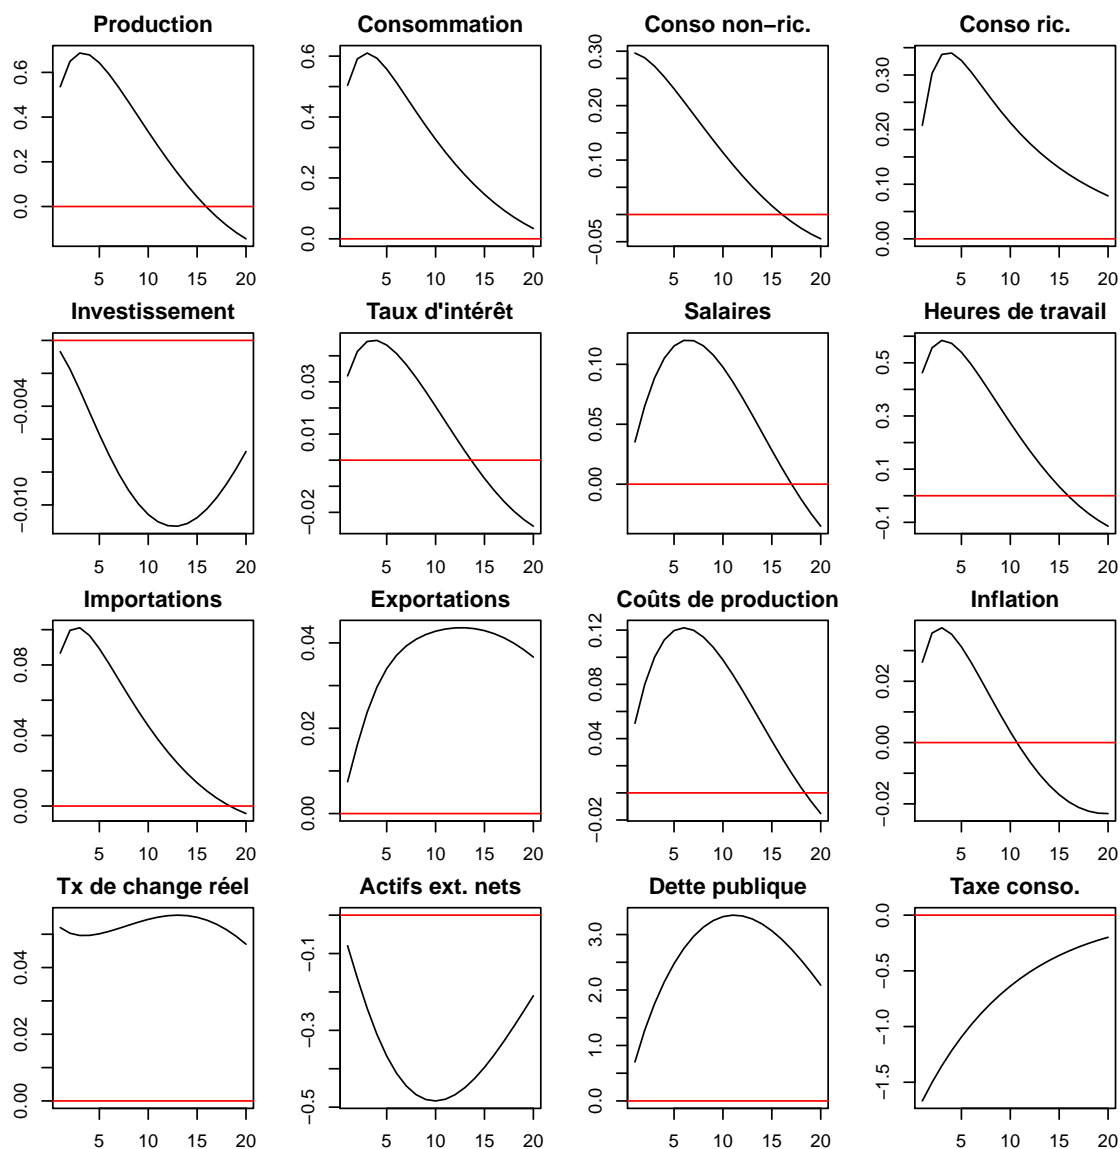 Production
Consommation
Conso non−ric.
Conso ric.
0.0 0.2 0.4 0.6
5 10 15 20
0.0 0.2 0.4 0.6
5 10 15 20
−0.05 0.10 0.20 0.30
5 10 15 20
0.00 0.10 0.20 0.30
5 10 15 20
Investissement
Taux d'intérêt
Salaires
Heures de travail
−0.010 −0.004
5 10 15 20
−0.02 0.01 0.03
5 10 15 20
0.00 0.05 0.10
5 10 15 20
−0.1 0.1 0.3 0.5
5 10 15 20
Importations
Exportations
Coûts de production
Inflation
0.00 0.04 0.08
5 10 15 20
0.00 0.02 0.04
5 10 15 20
−0.02 0.04 0.08 0.12
5 10 15 20
−0.02 0.00 0.02
5 10 15 20
Tx de change réel
Actifs ext. nets
Dette publique
Taxe conso.
0.00 0.02 0.04
5 10 15 20
−0.5 −0.3 −0.1
5 10 15 20
0.0 1.0 2.0 3.0
5 10 15 20
−1.5 −1.0 −0.5 0.0
5 10 15 20